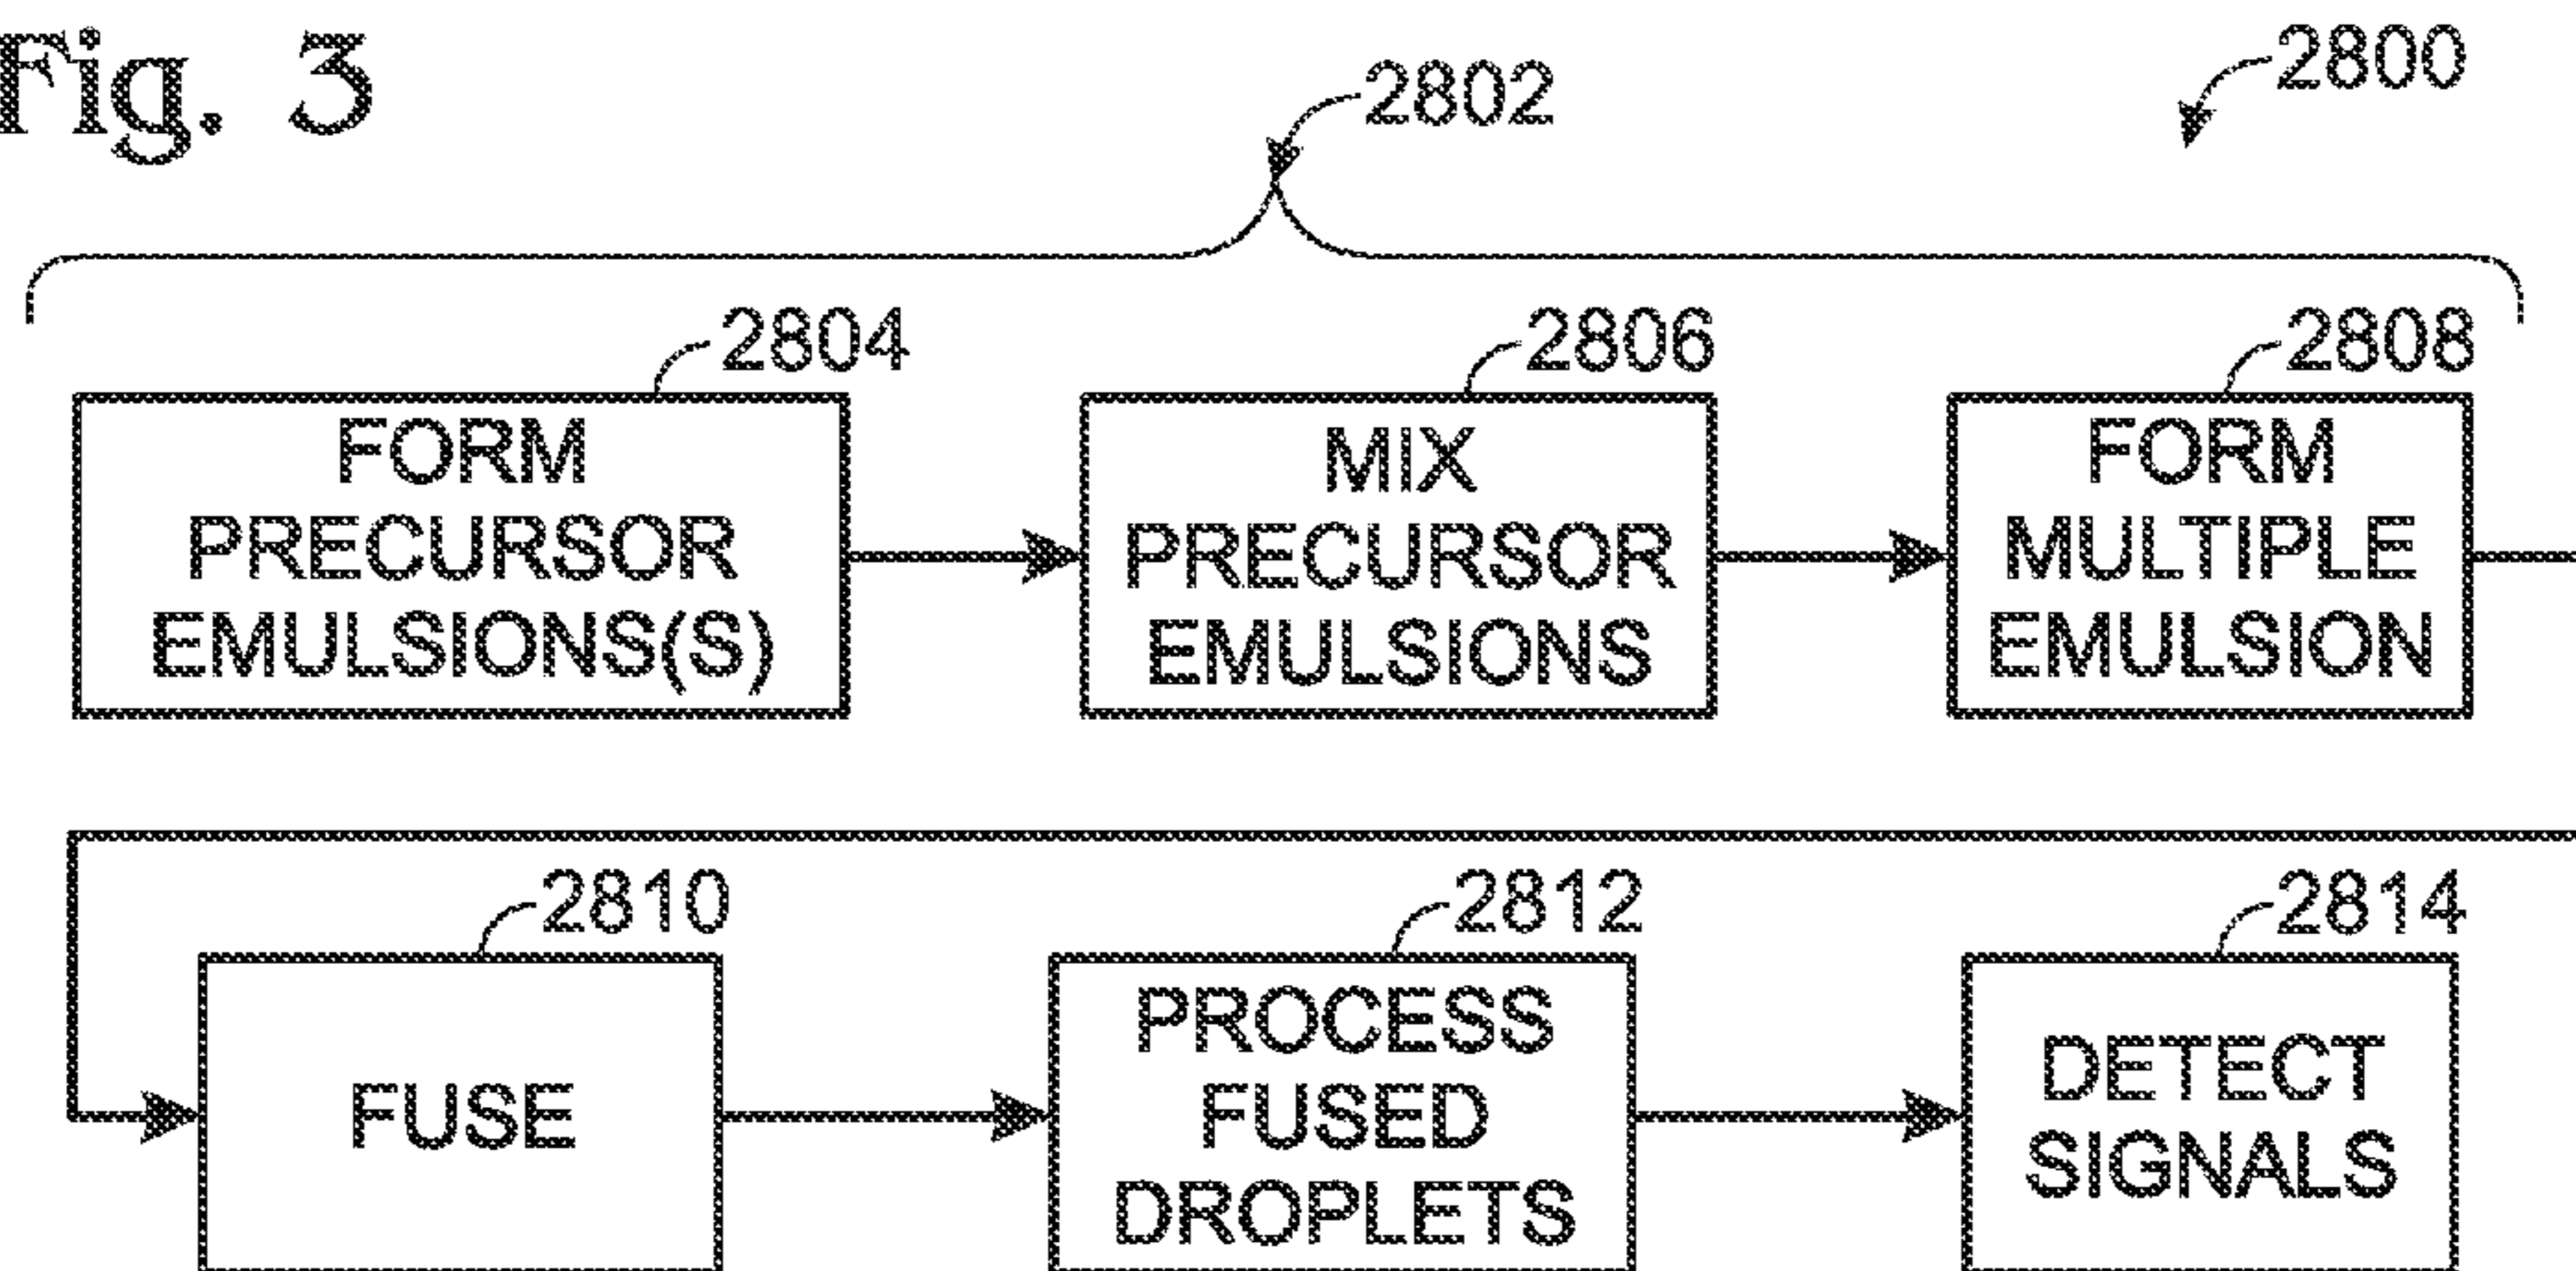 Fig. 3
2802
2800
2804
2806
2808
FORM
PRECURSOR
EMULSIONS(S)
MIX
PRECURSOR
EMULSIONS
FORM
MULTIPLE
EMULSION
2810
2812
2814
FUSE
PROCESS
FUSED
DROPLETS
DETECT
SIGNALS